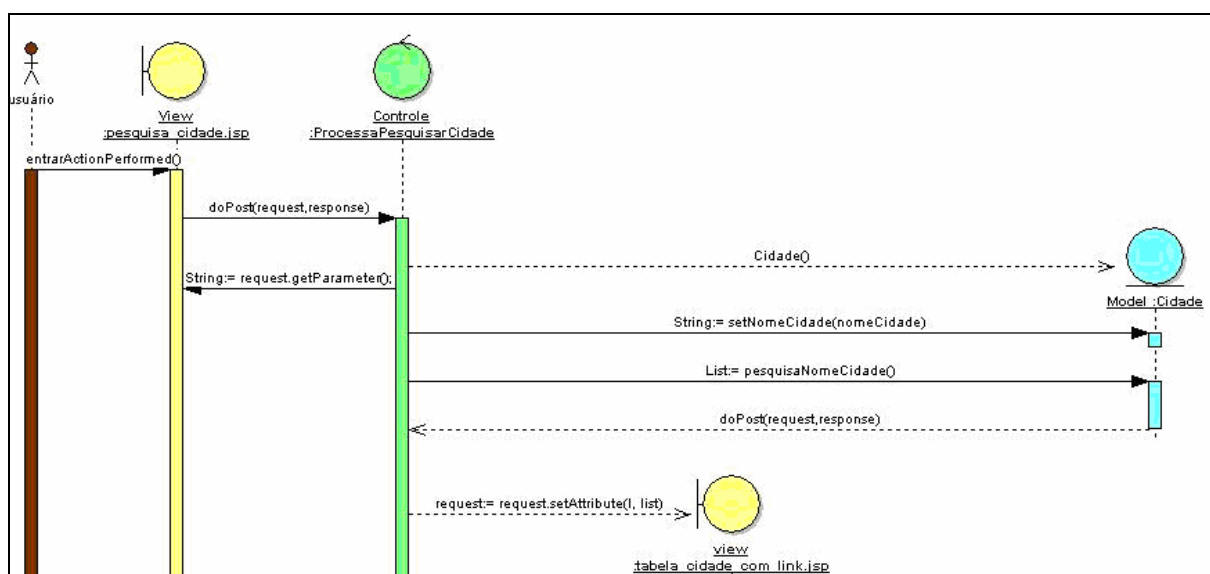 usuário
View
:pesquisa_cidade.jsp
Controle
:ProcessaPesquisarCidade
entrarActionPerformed()
doPost(request,response)
Cidade()
String:= request.getParameter();
Model :Cidade
String:= setNomeCidade(nomeCidade)
List:= pesquisaNomeCidade()
doPost(request,response)
request:= request.setAttribute(l, list)
view
:tabela_cidade_com_link.jsp